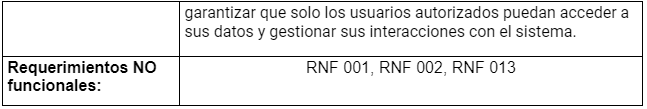 garantizar que solo los usuarios autorizados puedan acceder a
sus datos y gestionar sus interacciones con el sistema.
Requerimientos NO
funcionales:
RNF 001, RNF 002, RNF 013